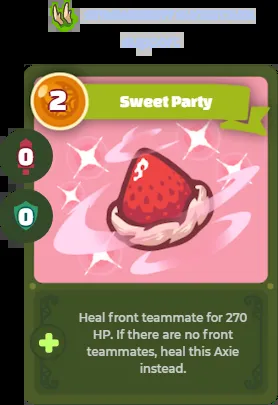 2
Sweet Party
0
0
Heal front teammate for 270
HP. If there are no front
teammates, heal this Axie
instead.